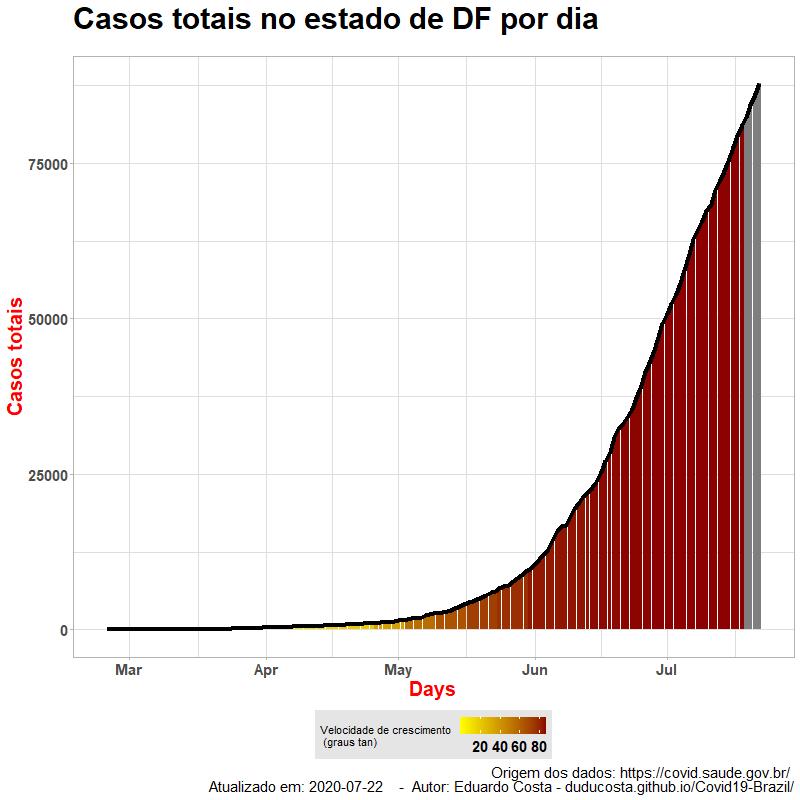 Casos totais no estado de DF por dia
Casos totais
75000
50000
25000
0
Mar Apr May Jun Jul
Days
Velocidade de crescimento
(graus tan)
20 40 60 80
Origem dos dados: https://covid.saude.gov.br/
Atualizado em: 2020-07-22 - Autor: Eduardo Costa - duducosta.github.io/Covid19-Brazil/